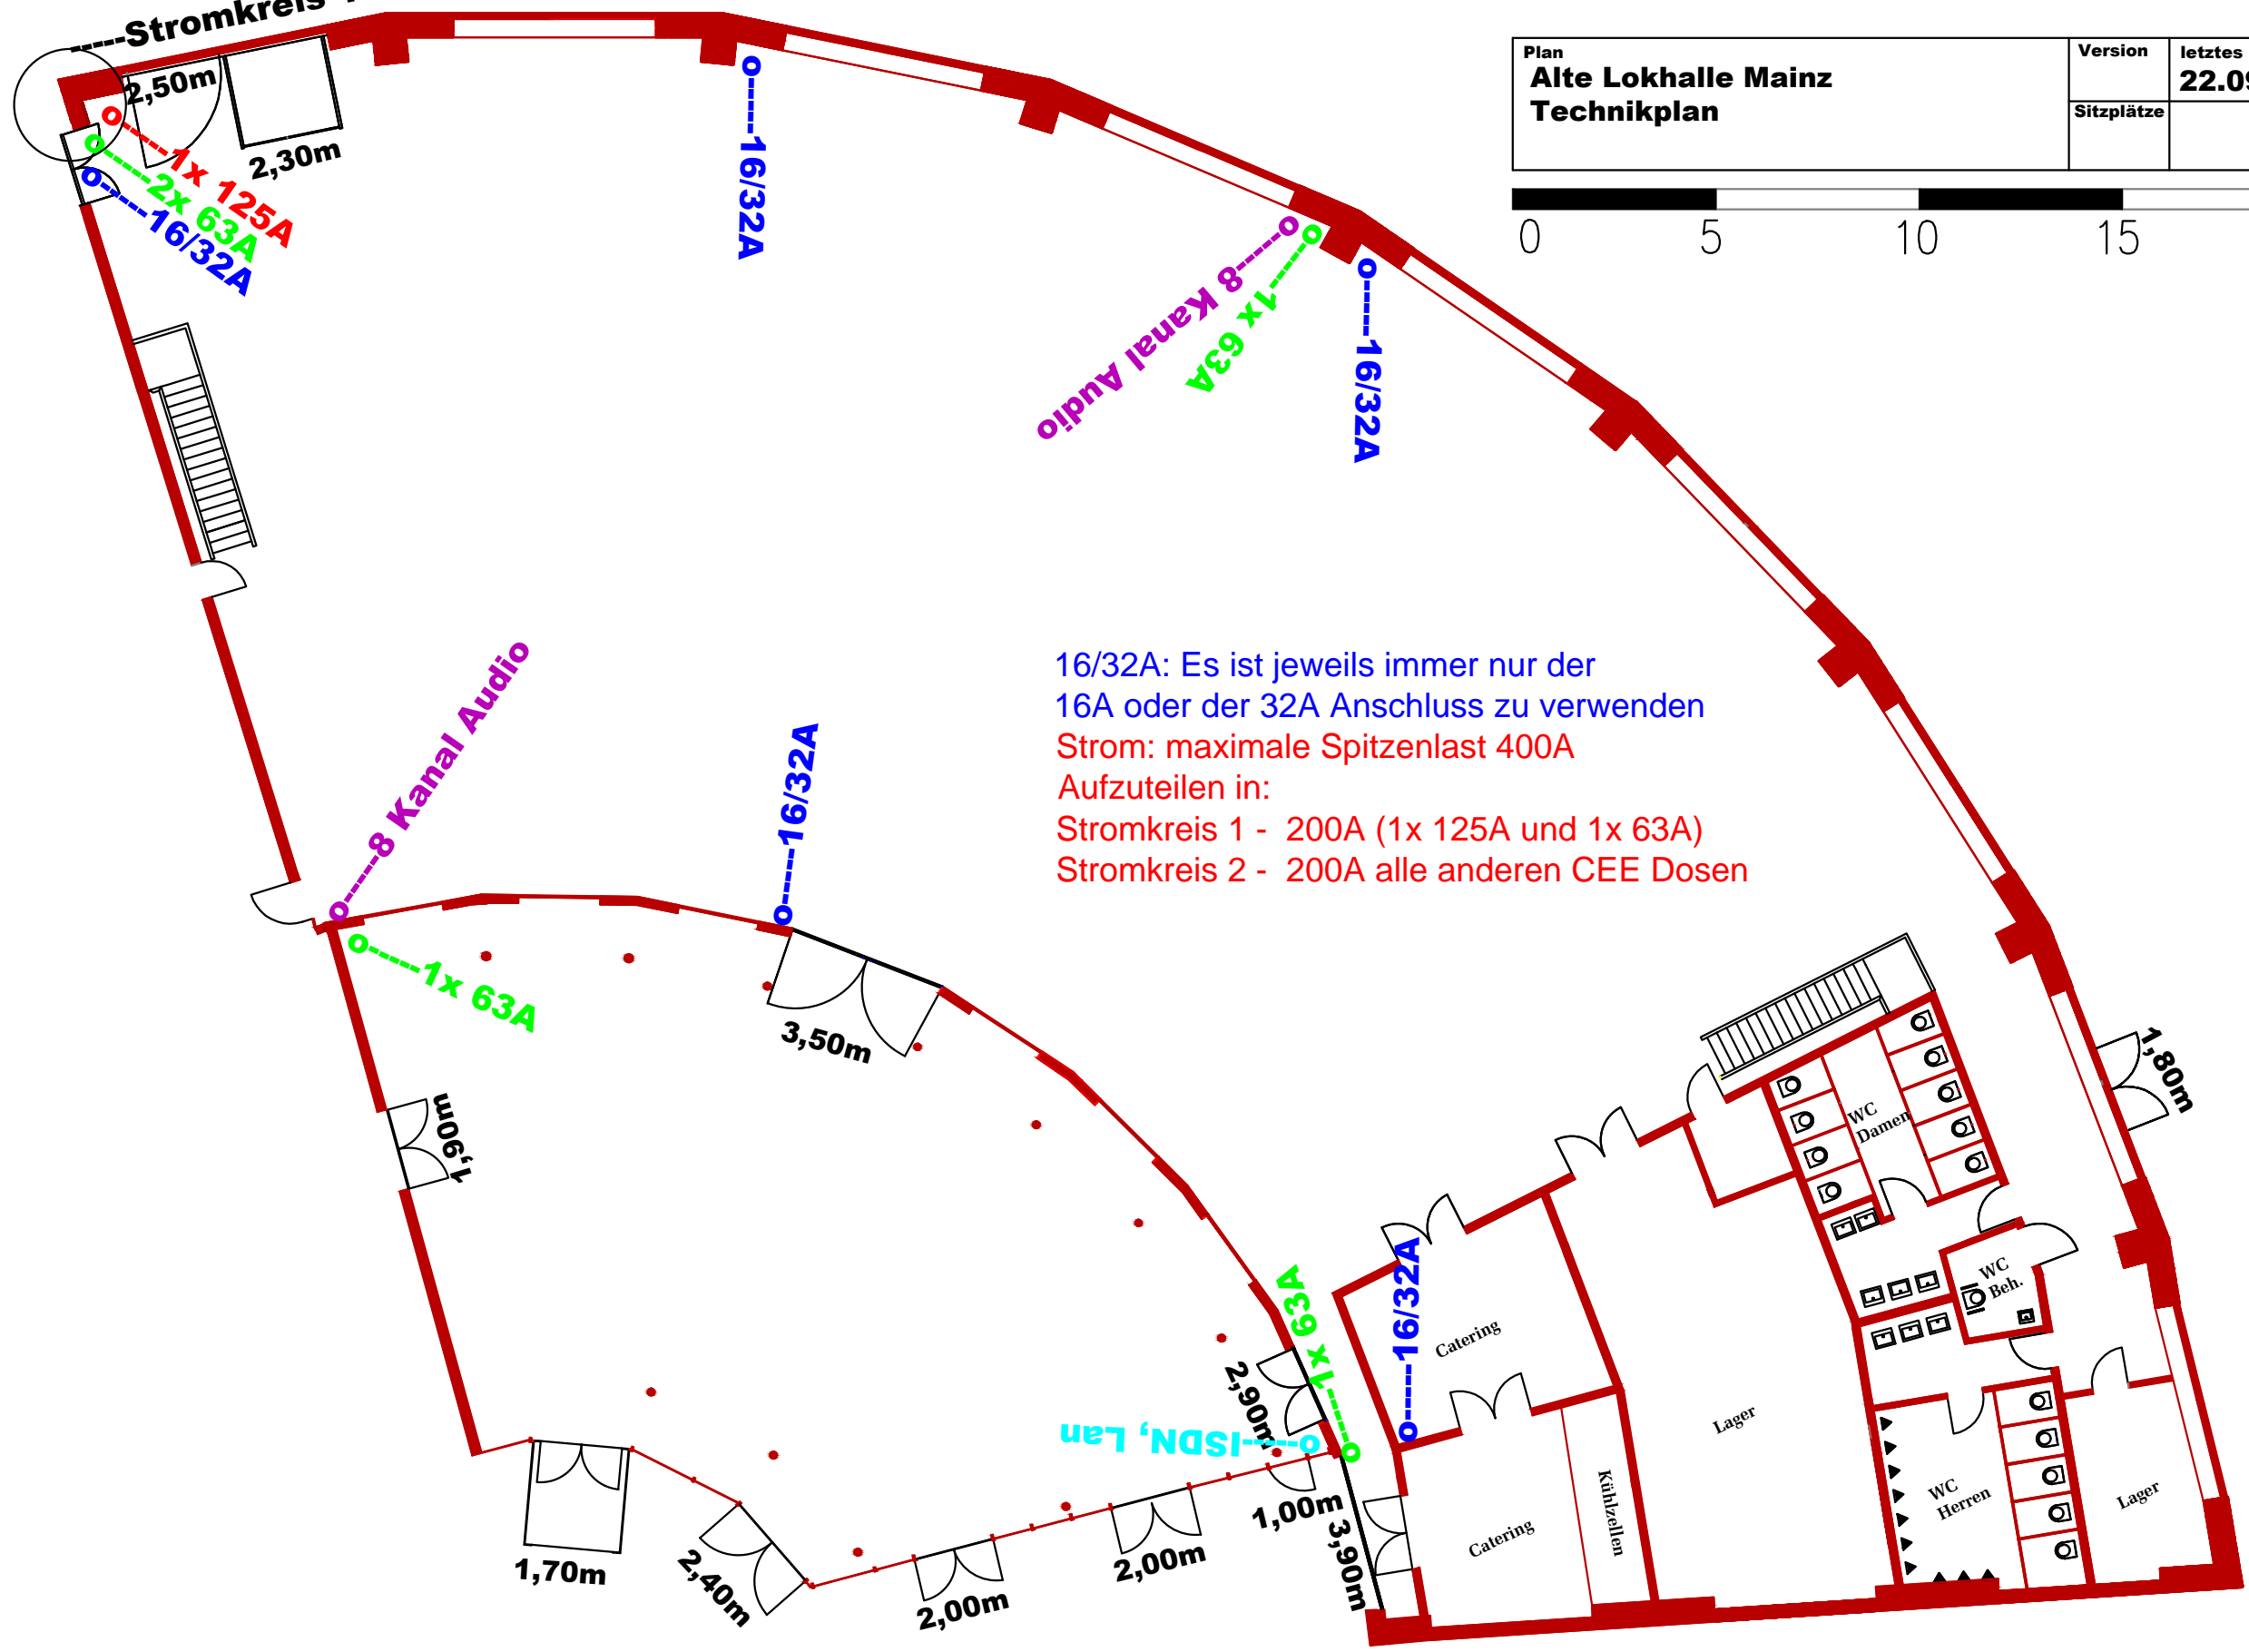 -----Stromkreis
Plan
Alte Lokhalle Mainz
Technikplan
Version
letztes
Sitzplätze
0 5 10 15
2,50m
2,30m
1x 125A
2x 63A
16/32A
16/32A
8 Kanal Audio
1x 63A
16/32A
16/32A: Es ist jeweils immer nur der
16A oder der 32A Anschluss zu verwenden
Strom: maximale Spitzenlast 400A
Aufzuteilen in:
Stromkreis 1 - 200A (1x 125A und 1x 63A)
Stromkreis 2 - 200A alle anderen CEE Dosen
8 Kanal Audio
16/32A
1x 63A
3,50m
1,90m
1,80m
WC
Damen
WC
Beh.
1x 63A
16/32A
Catering
2,90m
ISDN, Lan
Lager
Kühlzellen
WC
Herren
Lager
1,00m
3,90m
Catering
2,00m
2,00m
2,40m
1,70m